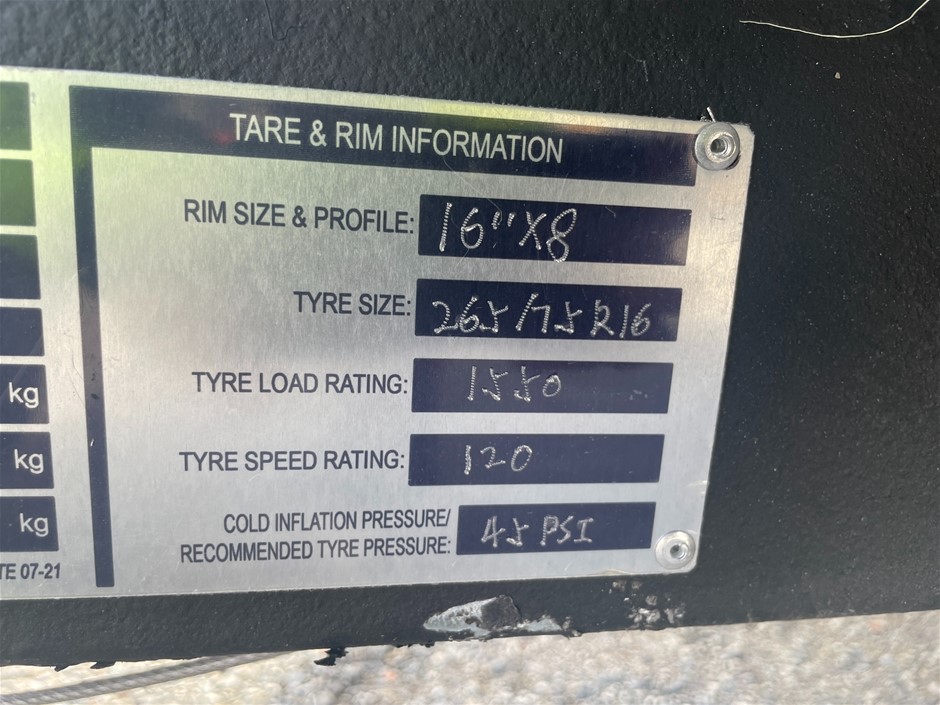 TARE & RIM INFORMATION
RIM SIZE & PROFILE: 16"X8
TYRE SIZE: 265/75R16
TYRE LOAD RATING: 1550
kg
TYRE SPEED RATING: 120
kg
COLD INFLATION PRESSURE/
RECOMMENDED TYRE PRESSURE: 45 PSI
kg
TE 07-21